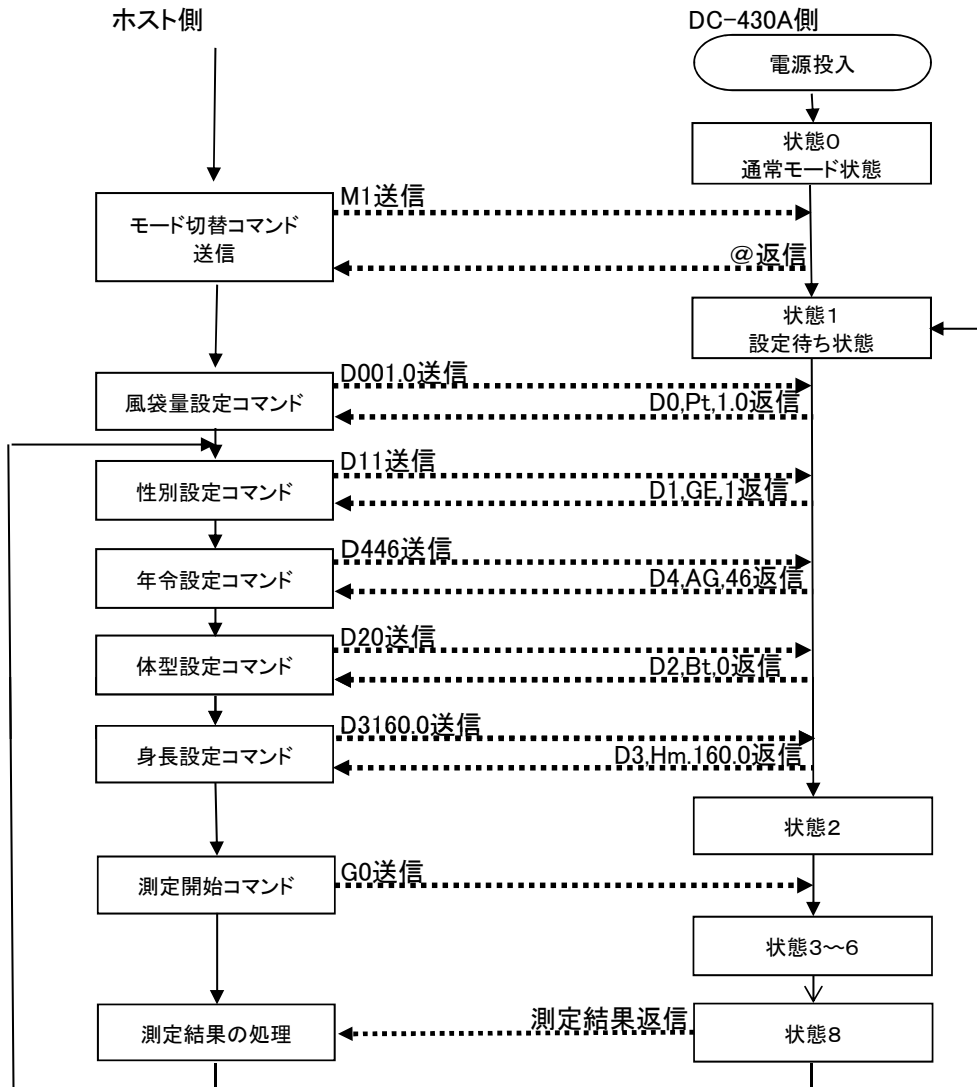 ホスト側
DC-430A側
電源投入
状態0
通常モード状態
M1送信
モード切替コマンド
送信
@返信
状態1
設定待ち状態
D001.0送信
風袋量設定コマンド
D0,Pt,1.0返信
D11送信
性別設定コマンド
D1,GE,1返信
D446送信
年令設定コマンド
D4,AG,46返信
D20送信
体型設定コマンド
D2,Bt,0返信
D3160.0送信
身長設定コマンド
D3,Hm.160.0返信
状態2
G0送信
測定開始コマンド
状態3~6
測定結果返信
測定結果の処理
状態8